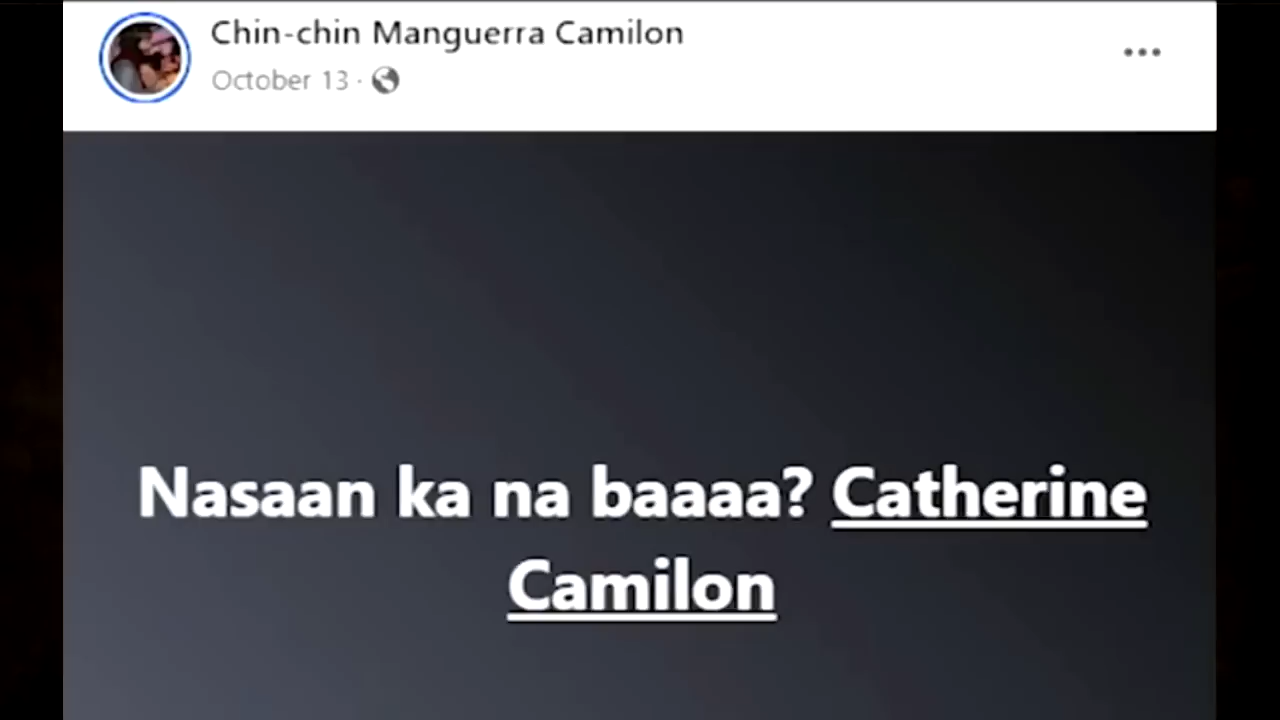 Chin-chin Manguerra Camilon
October 13 ·
Nasaan ka na baaaa? Catherine
Camilon